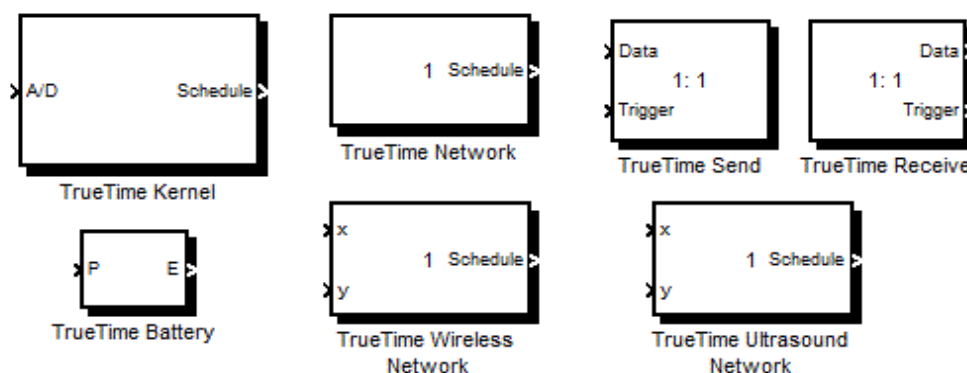 A/D Schedule
TrueTime Kernel
1 Schedule
TrueTime Network
Data
1: 1
Trigger
TrueTime Send
Data
1: 1
Trigger
TrueTime Receive
P E
TrueTime Battery
x
1 Schedule
y
TrueTime Wireless
Network
x
1 Schedule
y
TrueTime Ultrasound
Network